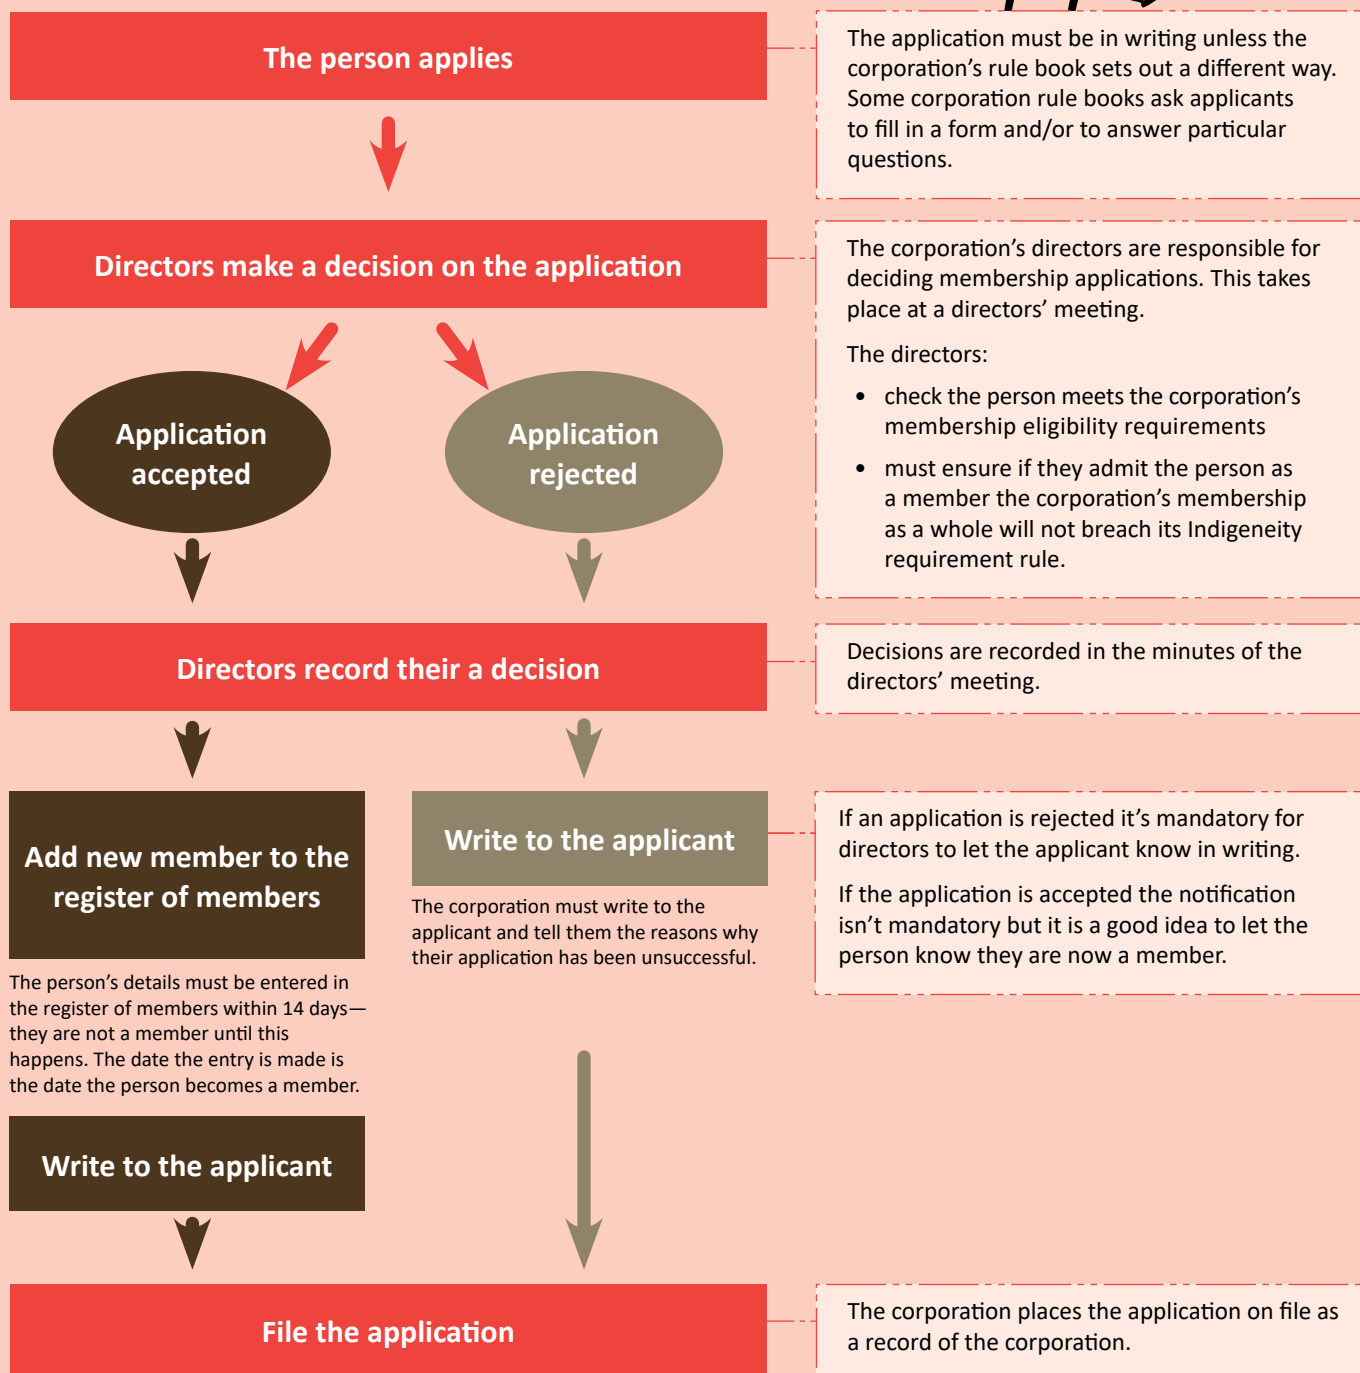 The person applies
The application must be in writing unless the
corporation’s rule book sets out a different way.
Some corporation rule books ask applicants
to fill in a form and/or to answer particular
questions.
Directors make a decision on the application
The corporation’s directors are responsible for
deciding membership applications. This takes
place at a directors’ meeting.
The directors:
• check the person meets the corporation’s
membership eligibility requirements
• must ensure if they admit the person as
a member the corporation’s membership
as a whole will not breach its Indigeneity
requirement rule.
Application
accepted
Application
rejected
Directors record their a decision
Decisions are recorded in the minutes of the
directors’ meeting.
Add new member to the
register of members
The person’s details must be entered in
the register of members within 14 days—
they are not a member until this
happens. The date the entry is made is
the date the person becomes a member.
Write to the applicant
Write to the applicant
The corporation must write to the
applicant and tell them the reasons why
their application has been unsuccessful.
If an application is rejected it’s mandatory for
directors to let the applicant know in writing.
If the application is accepted the notification
isn’t mandatory but it is a good idea to let the
person know they are now a member.
File the application
The corporation places the application on file as
a record of the corporation.